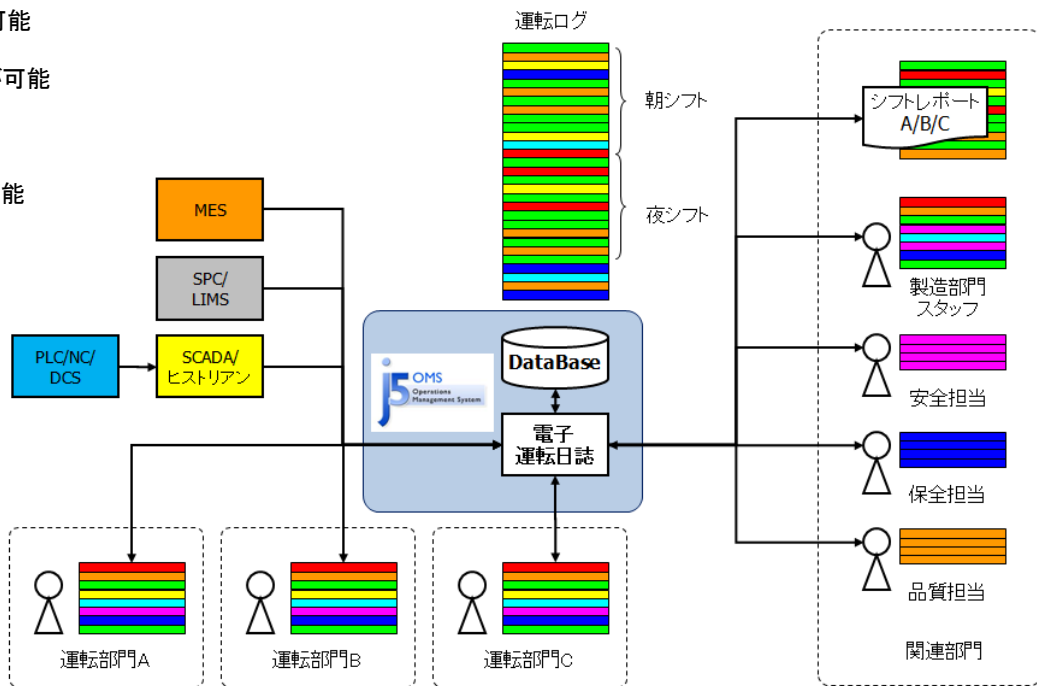 可能
可能
能
運転ログ
朝シフト
夜シフト
シフトレポート
A/B/C
MES
SPC/
LIMS
PLC/NC/
DCS
SCADA/
ヒストリアン
j5 OMS
Operations
Management System
DataBase
電子
運転日誌
製造部門
スタッフ
安全担当
保全担当
品質担当
関連部門
運転部門A
運転部門B
運転部門C